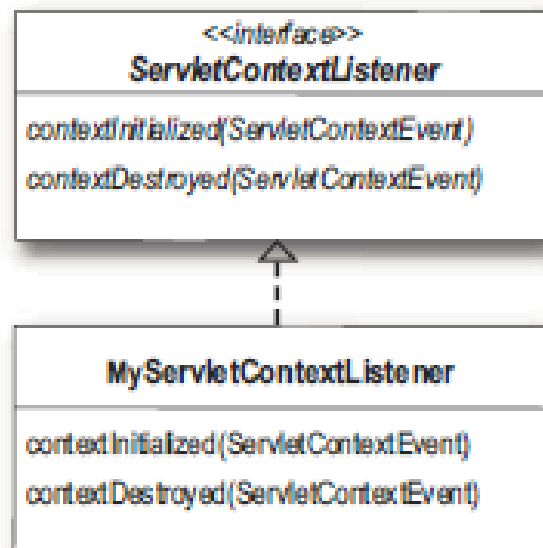 <<interface>>
ServletContextListener
contextInitialized(ServletContextEvent)
contextDestroyed(ServletContextEvent)
MyServletContextListener
contextInitialized(ServletContextEvent)
contextDestroyed(ServletContextEvent)